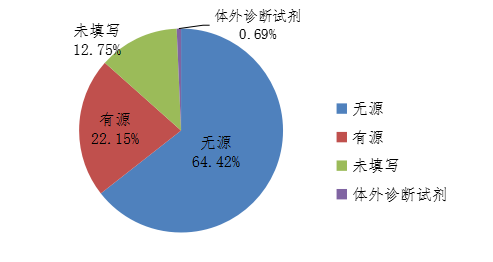 体外诊断试剂
0.69%
未填写
12.75%
有源
22.15%
无源
64.42%
无源
有源
未填写
体外诊断试剂